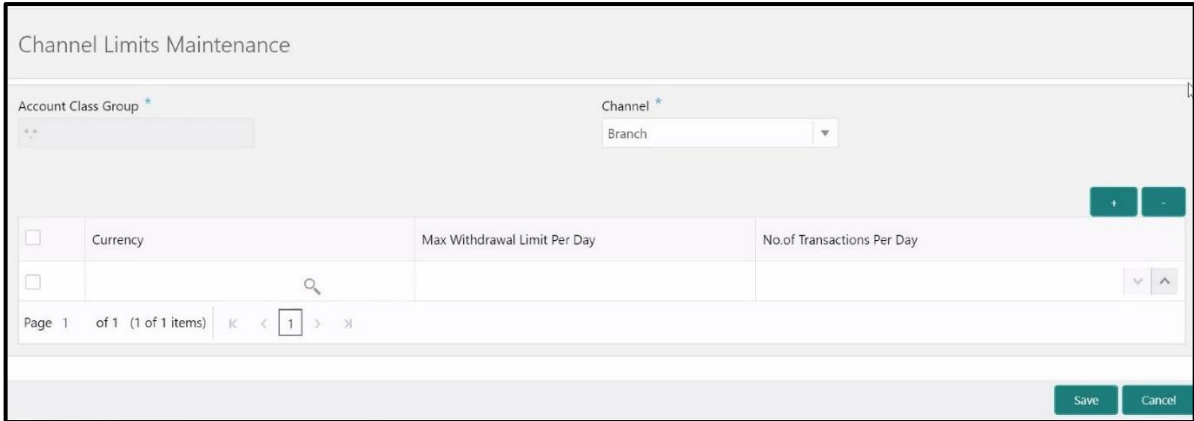 Channel Limits Maintenance
Account Class Group * Channel *
*.* Branch
+ -
Currency Max Withdrawal Limit Per Day No.of Transactions Per Day
Page 1 of 1 (1 of 1 items) 1
Save Cancel